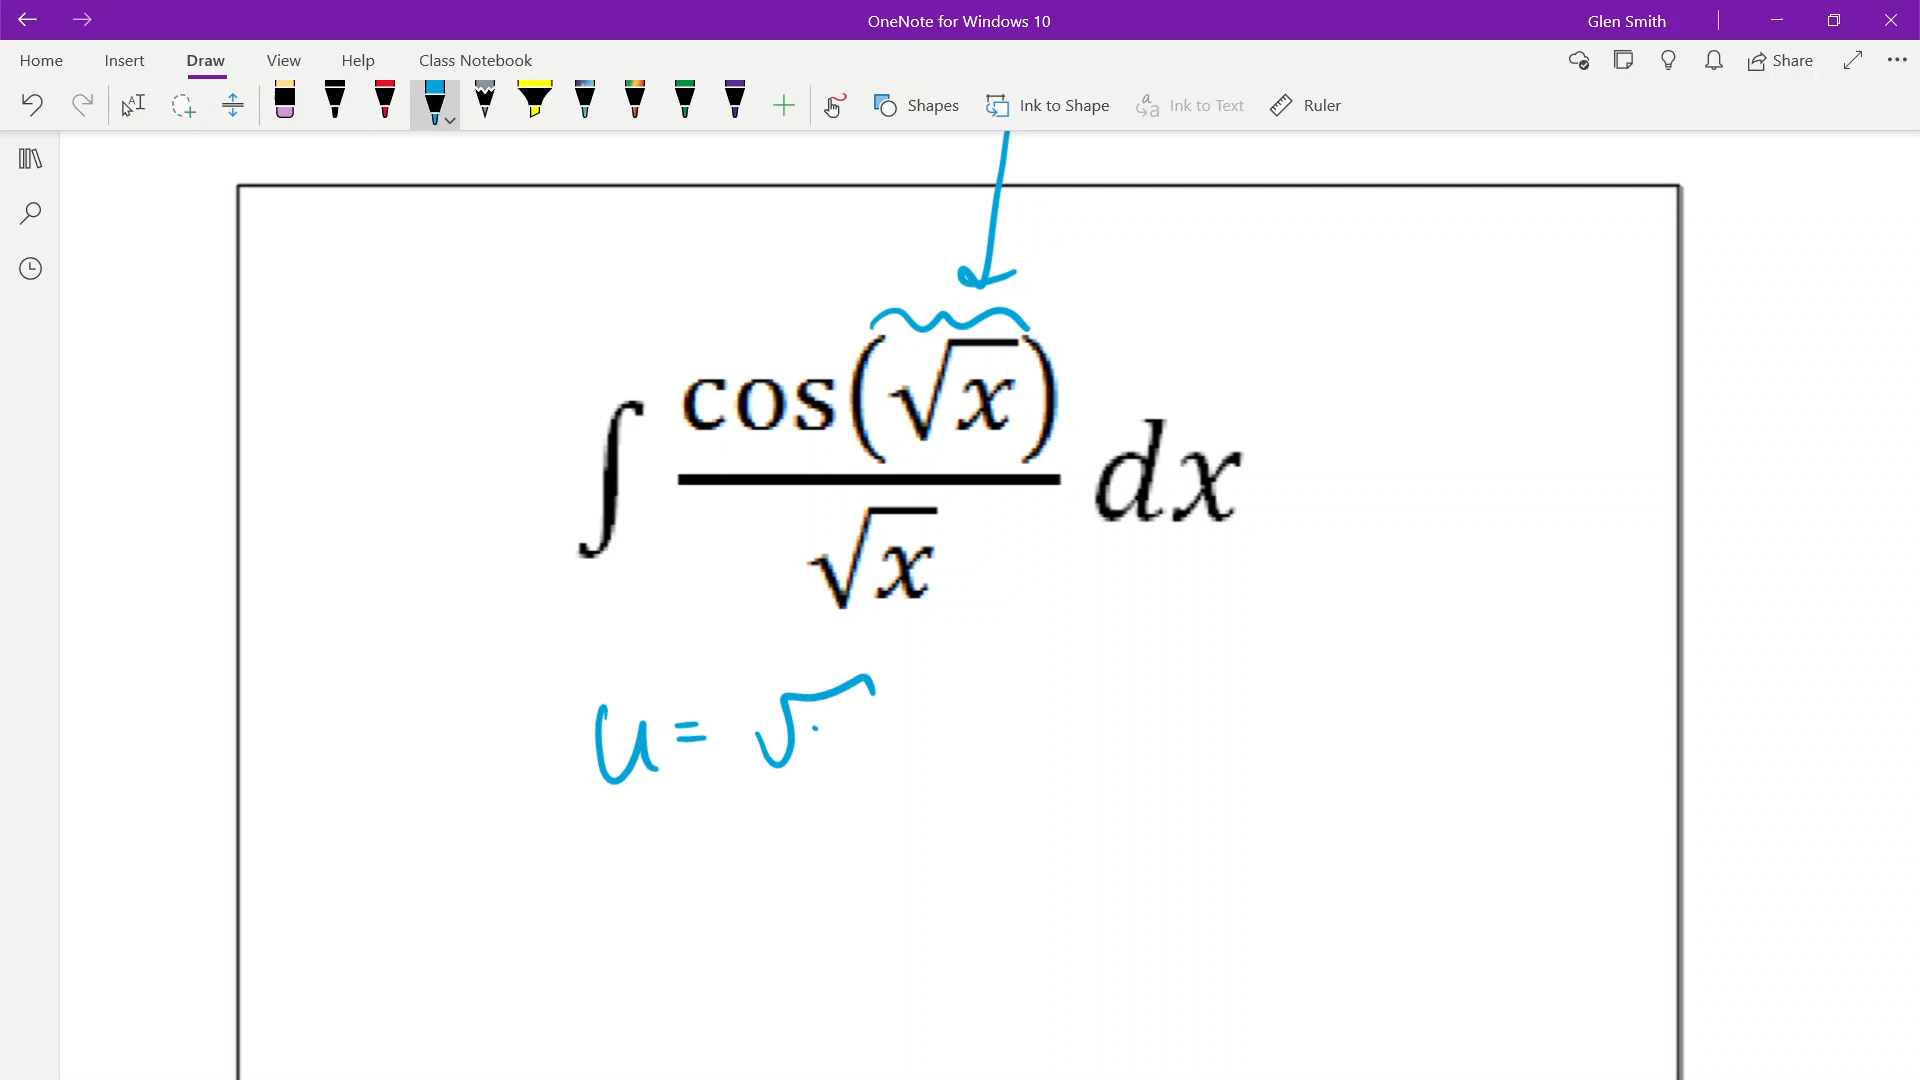 OneNote for Windows 10
Glen Smith
Home Insert Draw View Help Class Notebook Share
Shapes Ink to Shape Ink to Text Ruler
∫ cos(√x) / √x dx
u = √